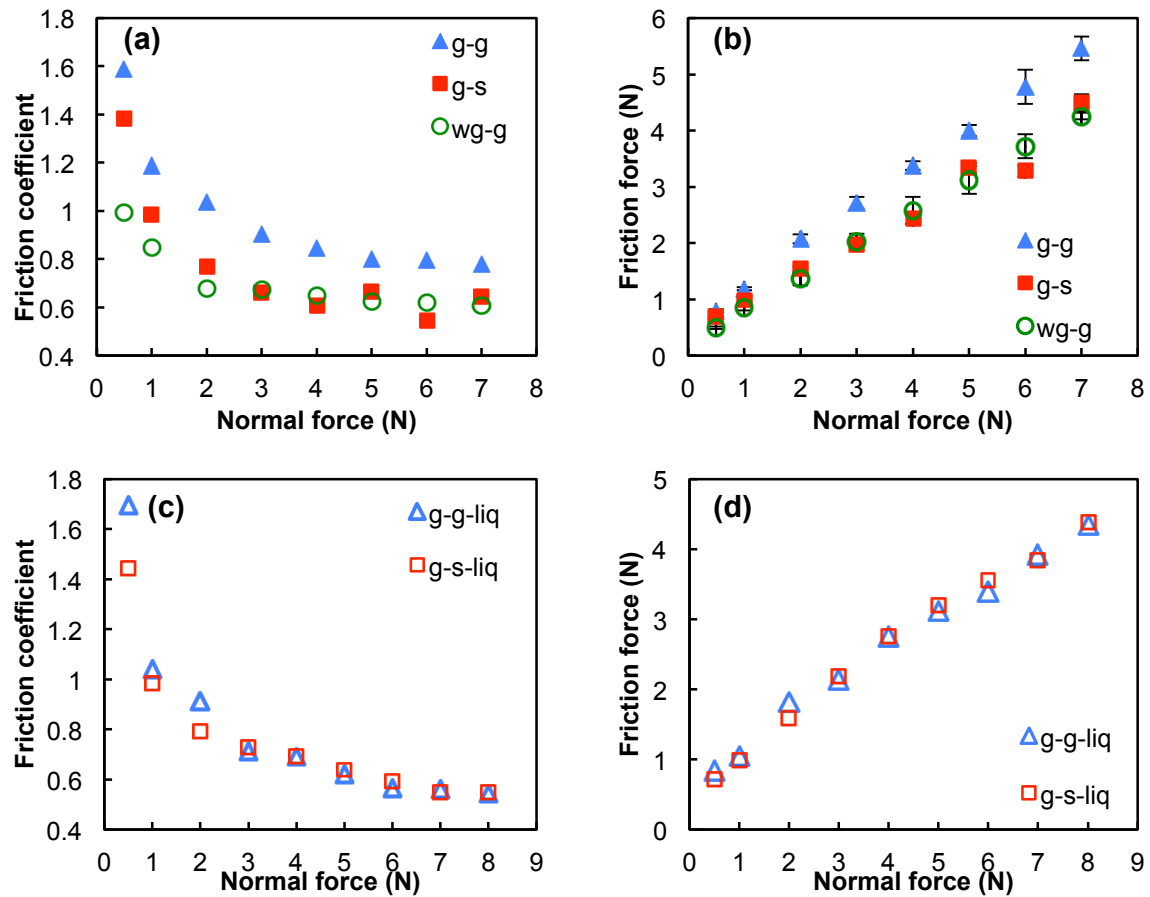 (a)
g-g
g-s
wg-g
Friction coefficient
1.8
1.6
1.4
1.2
1
0.8
0.6
0.4
0 1 2 3 4 5 6 7 8
Normal force (N)
(b)
Friction force (N)
6
5
4
3
2
1
0
g-g
g-s
wg-g
0 1 2 3 4 5 6 7 8
Normal force (N)
(c)
g-g-liq
g-s-liq
Friction coefficient
1.8
1.6
1.4
1.2
1
0.8
0.6
0.4
0 1 2 3 4 5 6 7 8 9
Normal force (N)
(d)
Friction force (N)
5
4
3
2
1
0
g-g-liq
g-s-liq
0 1 2 3 4 5 6 7 8 9
Normal force (N)